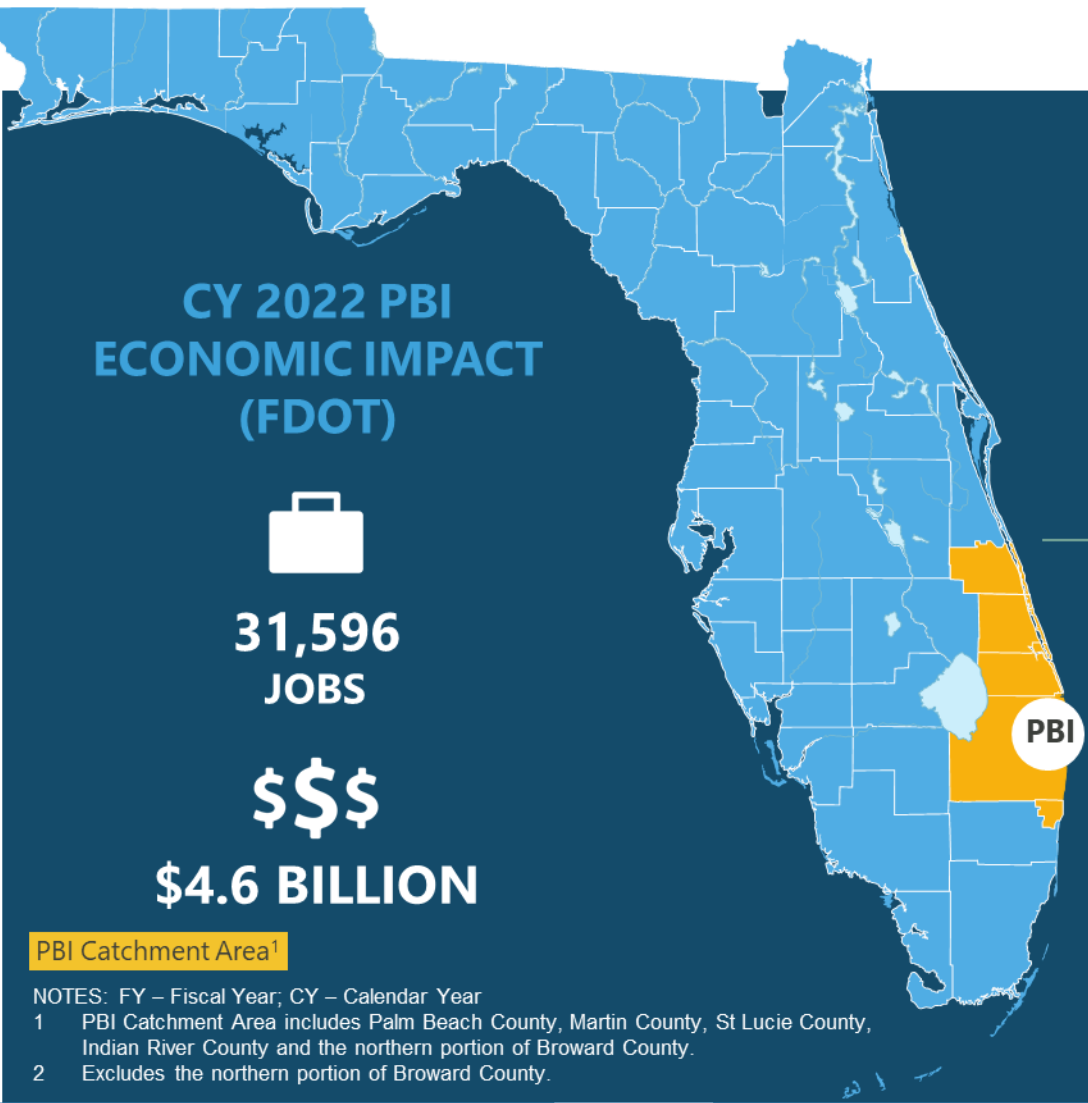 CY 2022 PBI
ECONOMIC IMPACT
(FDOT)
31,596
JOBS
$$$
$4.6 BILLION
PBI
PBI Catchment Area¹
NOTES: FY – Fiscal Year; CY – Calendar Year
1 PBI Catchment Area includes Palm Beach County, Martin County, St Lucie County,
Indian River County and the northern portion of Broward County.
2 Excludes the northern portion of Broward County.